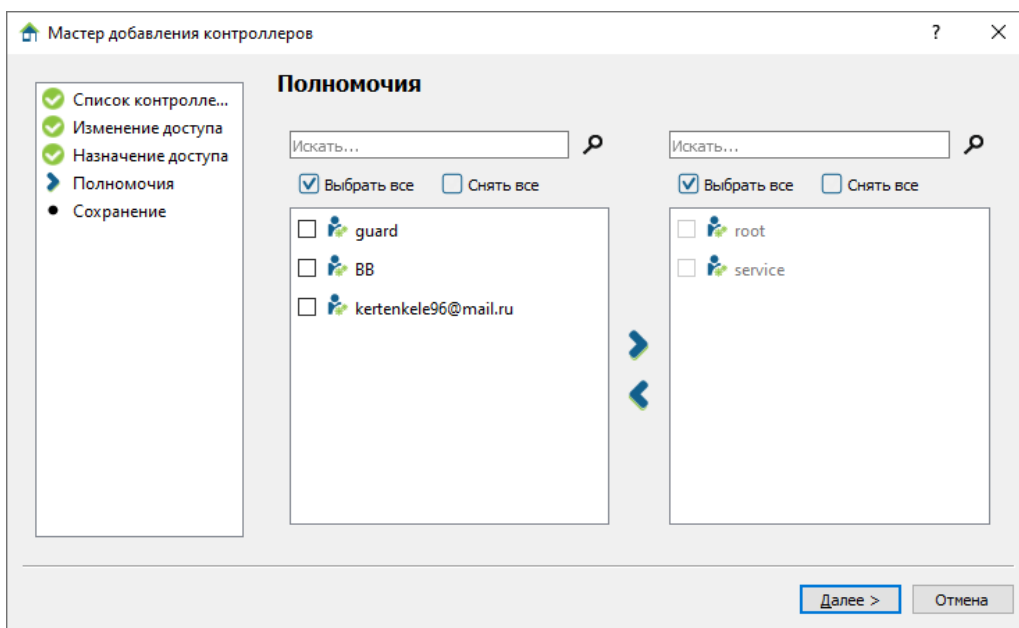 Мастер добавления контроллеров
?
Список контролле...
Изменение доступа
Назначение доступа
Полномочия
Сохранение
Полномочия
Искать...
Выбрать все Снять все
guard
BB
kertenkele96@mail.ru
Искать...
Выбрать все Снять все
root
service
Далее > Отмена